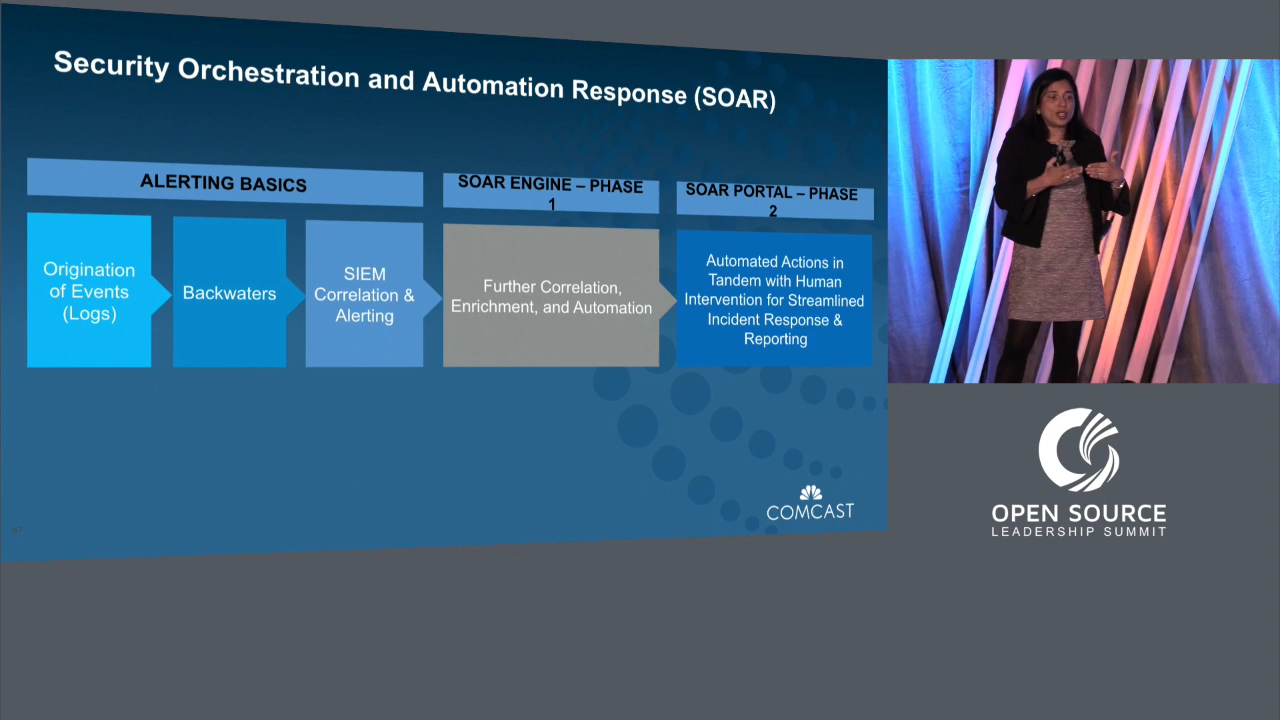 Security Orchestration and Automation Response (SOAR)
ALERTING BASICS
SOAR ENGINE – PHASE
1
SOAR PORTAL – PHASE
2
Origination
of Events
(Logs)
Backwaters
SIEM
Correlation &
Alerting
Further Correlation,
Enrichment, and Automation
Automated Actions in
Tandem with Human
Intervention for Streamlined
Incident Response &
Reporting
COMCAST
OPEN SOURCE
LEADERSHIP SUMMIT